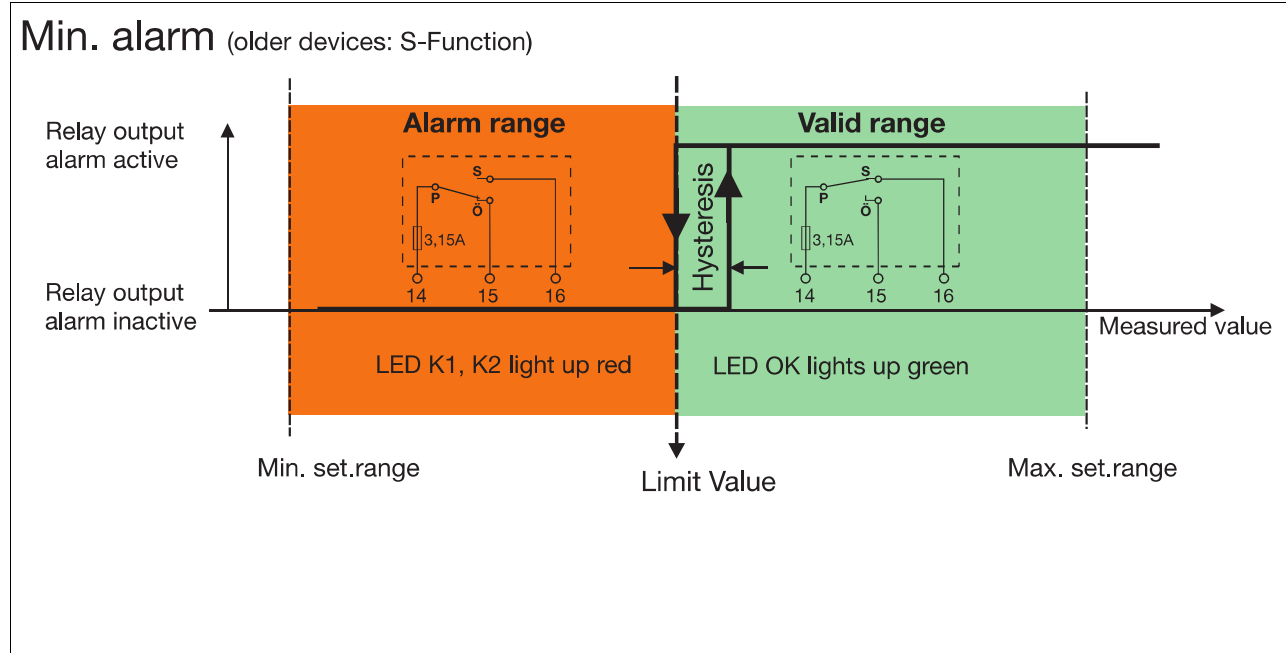 Min. alarm (older devices: S-Function)
Relay output
alarm active
Alarm range
Valid range
S
P
Ö
3,15A
14 15 16
Hysteresis
S
P
Ö
3,15A
14 15 16
Relay output
alarm inactive
Measured value
LED K1, K2 light up red
LED OK lights up green
Min. set.range
Limit Value
Max. set.range